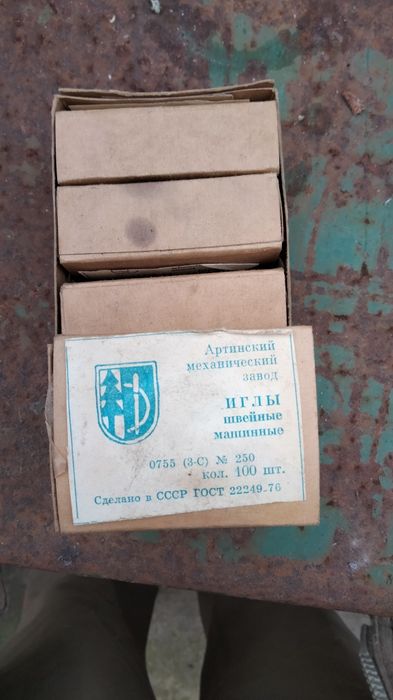 Артинский
механический
завод
ИГЛЫ
швейные
машинные
0755 (3-С) № 250
кол. 100 шт.
Сделано в СССР ГОСТ 22249-76